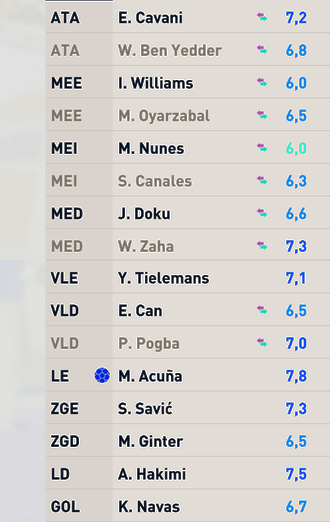 ATA E. Cavani 7,2
ATA W. Ben Yedder 6,8
MEE I. Williams 6,0
MEE M. Oyarzabal 6,5
MEI M. Nunes 6,0
MEI S. Canales 6,3
MED J. Doku 6,6
MED W. Zaha 7,3
VLE Y. Tielemans 7,1
VLD E. Can 6,5
VLD P. Pogba 7,0
LE M. Acuña 7,8
ZGE S. Savić 7,3
ZGD M. Ginter 6,5
LD A. Hakimi 7,5
GOL K. Navas 6,7